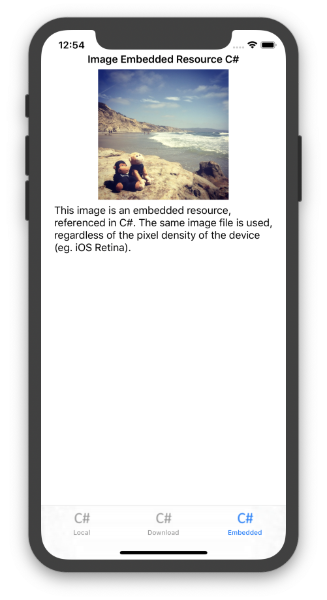 12:54
Image Embedded Resource C#
This image is an embedded resource,
referenced in C#. The same image file is used,
regardless of the pixel density of the device
(eg. iOS Retina).
C# C# C#
Local Download Embedded